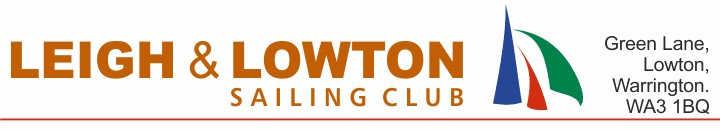 LEIGH & LOWTON
SAILING CLUB
Green Lane,
Lowton,
Warrington.
WA3 1BQ